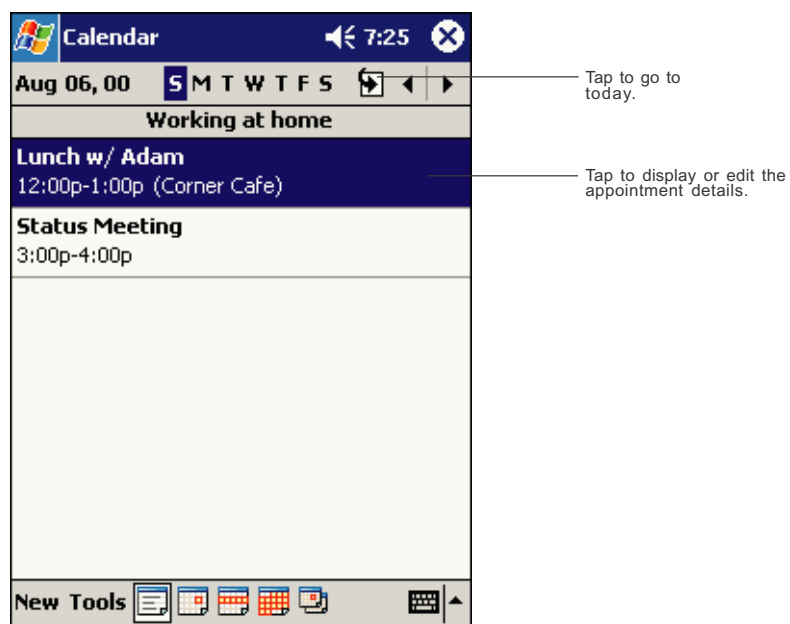 Calendar 7:25
Aug 06, 00 S M T W T F S
Tap to go to
today.
Working at home
Lunch w/ Adam
12:00p-1:00p (Corner Cafe)
Tap to display or edit the
appointment details.
Status Meeting
3:00p-4:00p
New Tools